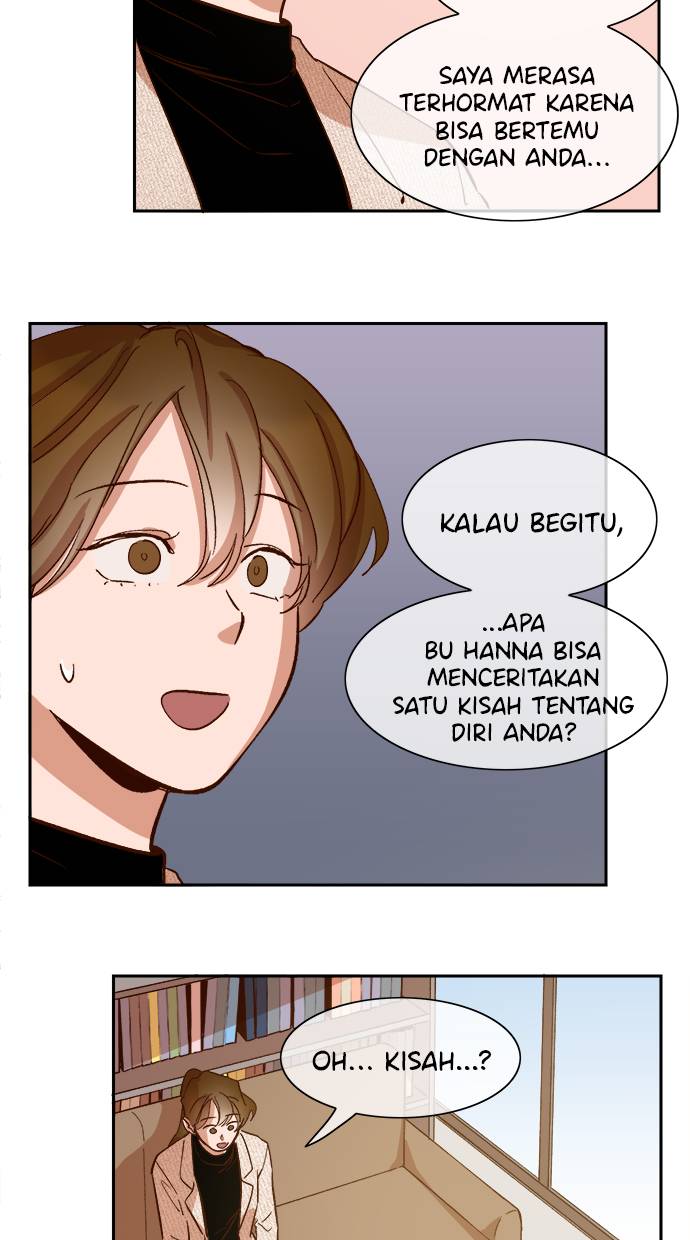 SAYA MERASA
TERHORMAT KARENA
BISA BERTEMU
DENGAN ANDA...
KALAU BEGITU,
...APA
BU HANNA BISA
MENCERITAKAN
SATU KISAH TENTANG
DIRI ANDA?
OH... KISAH...?